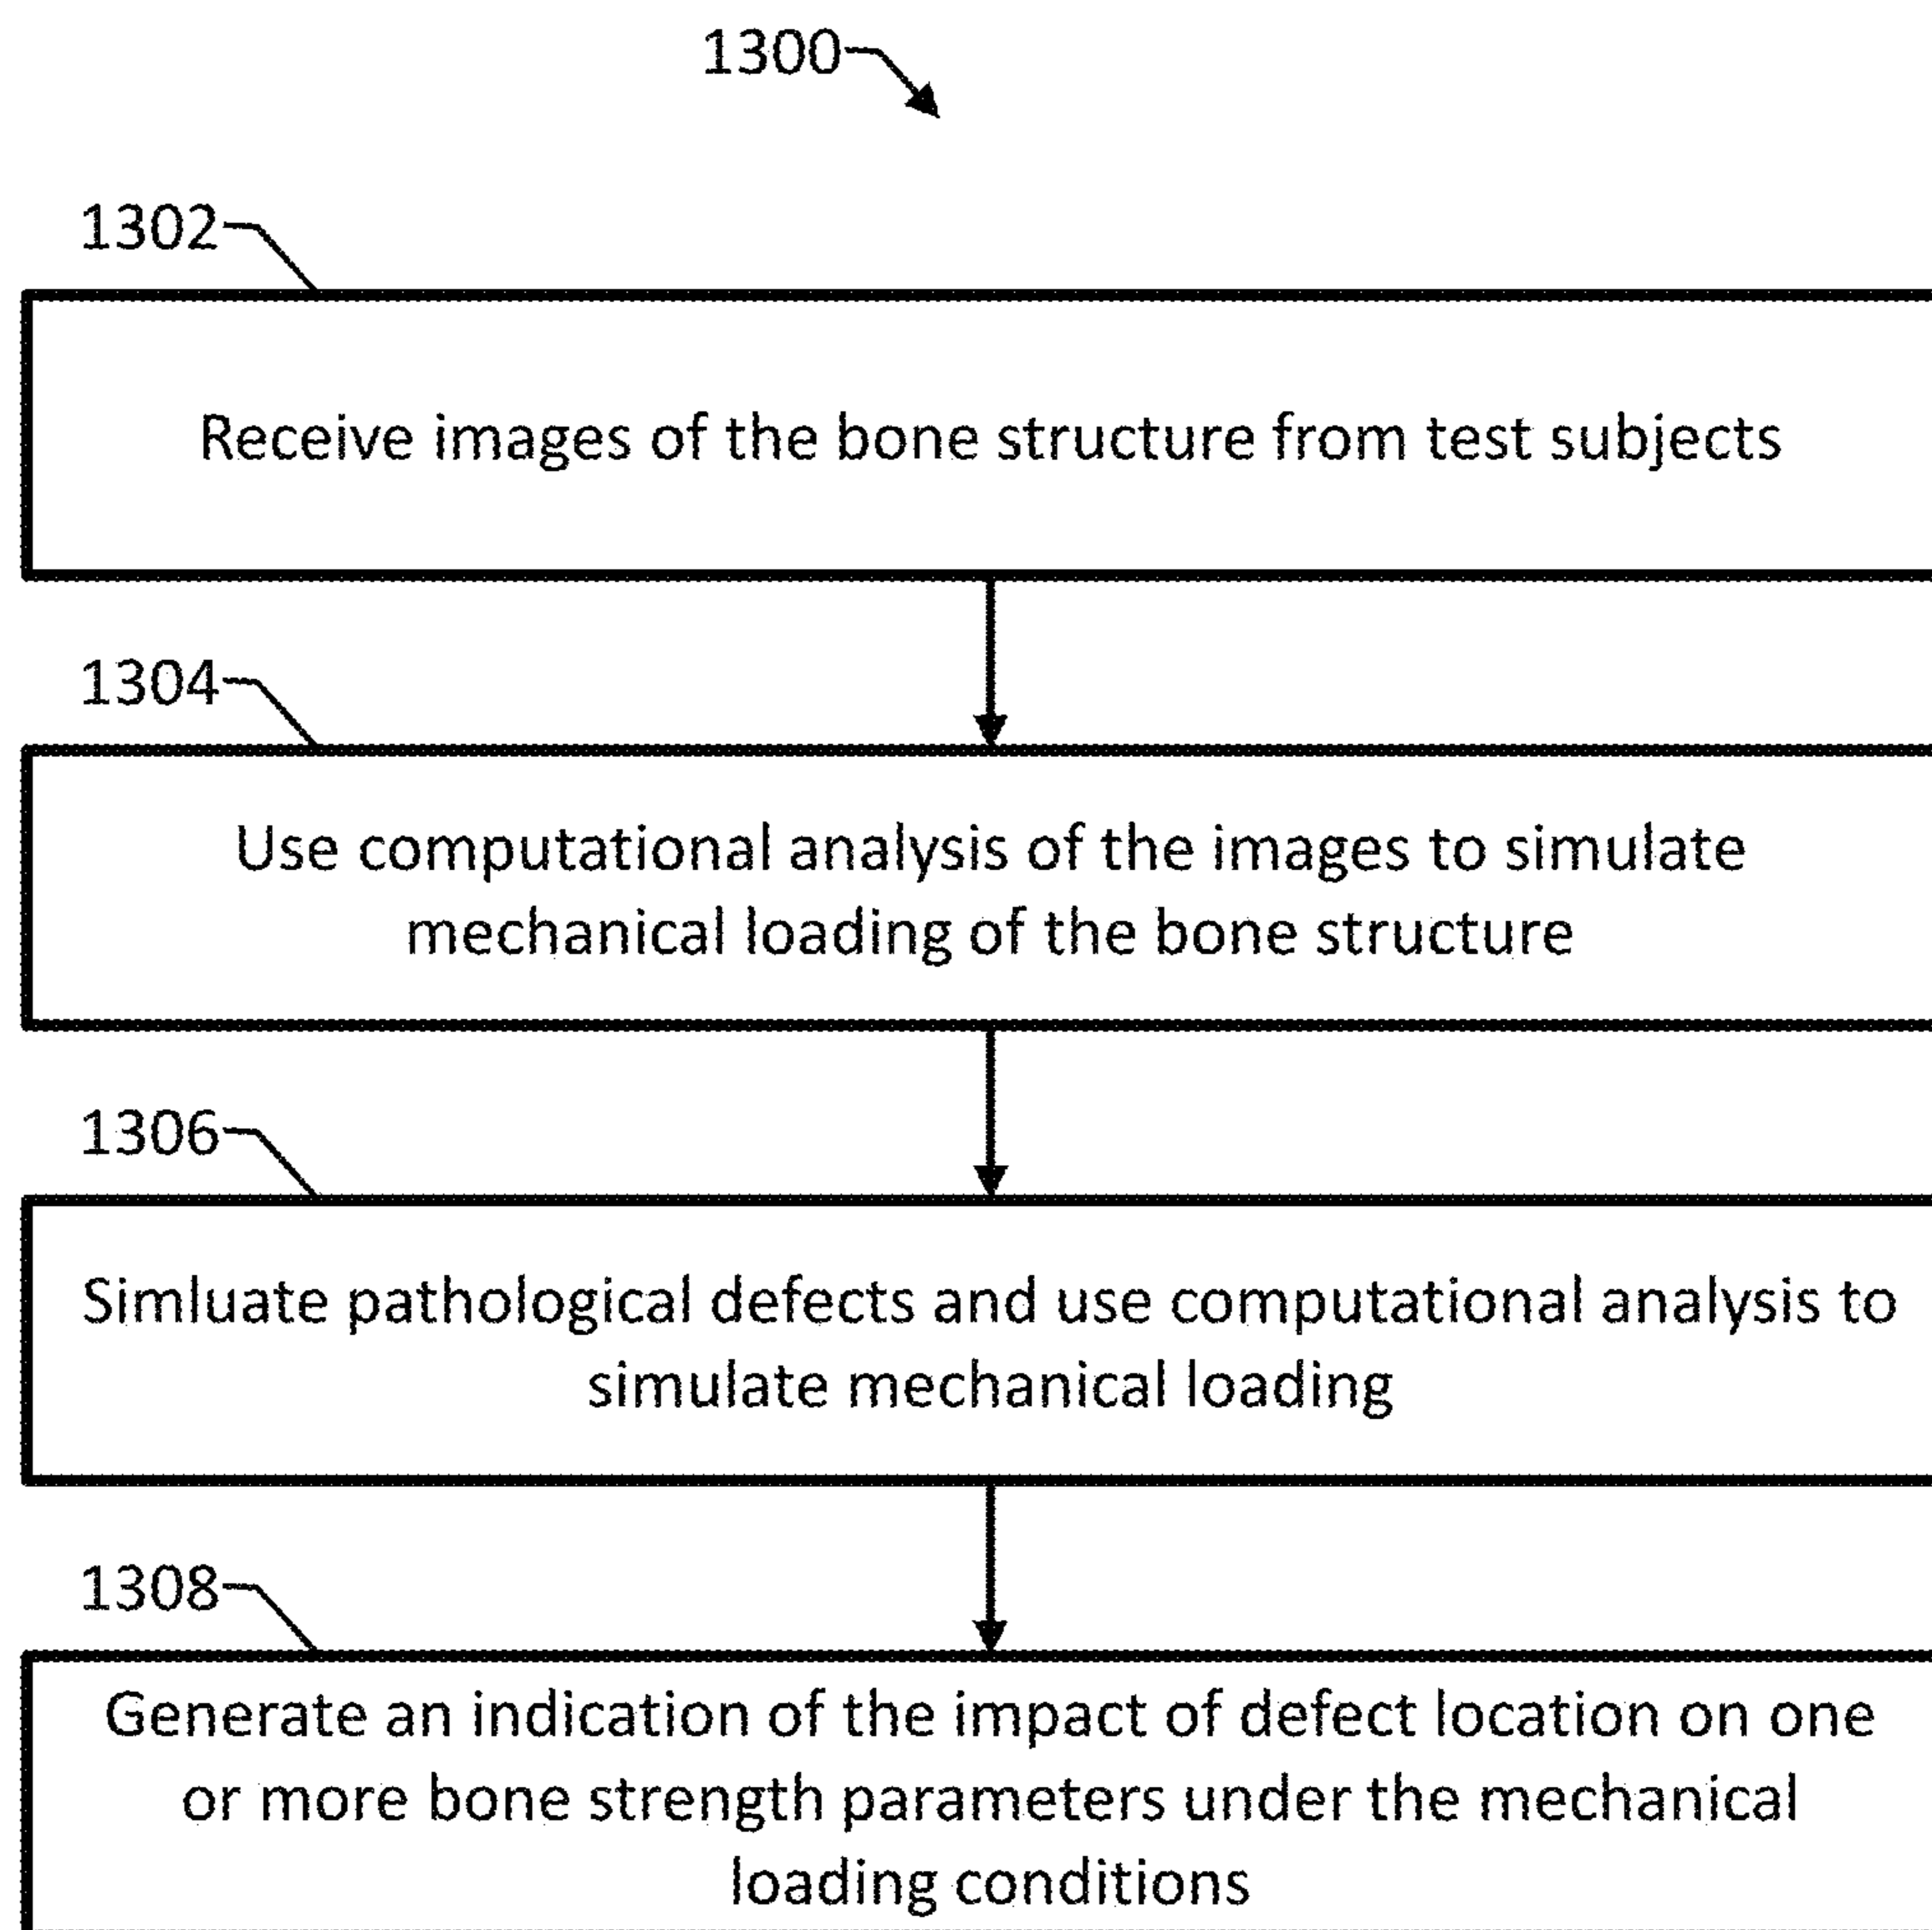 1300
1302
Receive images of the bone structure from test subjects
1304
Use computational analysis of the images to simulate
mechanical loading of the bone structure
1306
Simluate pathological defects and use computational analysis to
simulate mechanical loading
1308
Generate an indication of the impact of defect location on one
or more bone strength parameters under the mechanical
loading conditions